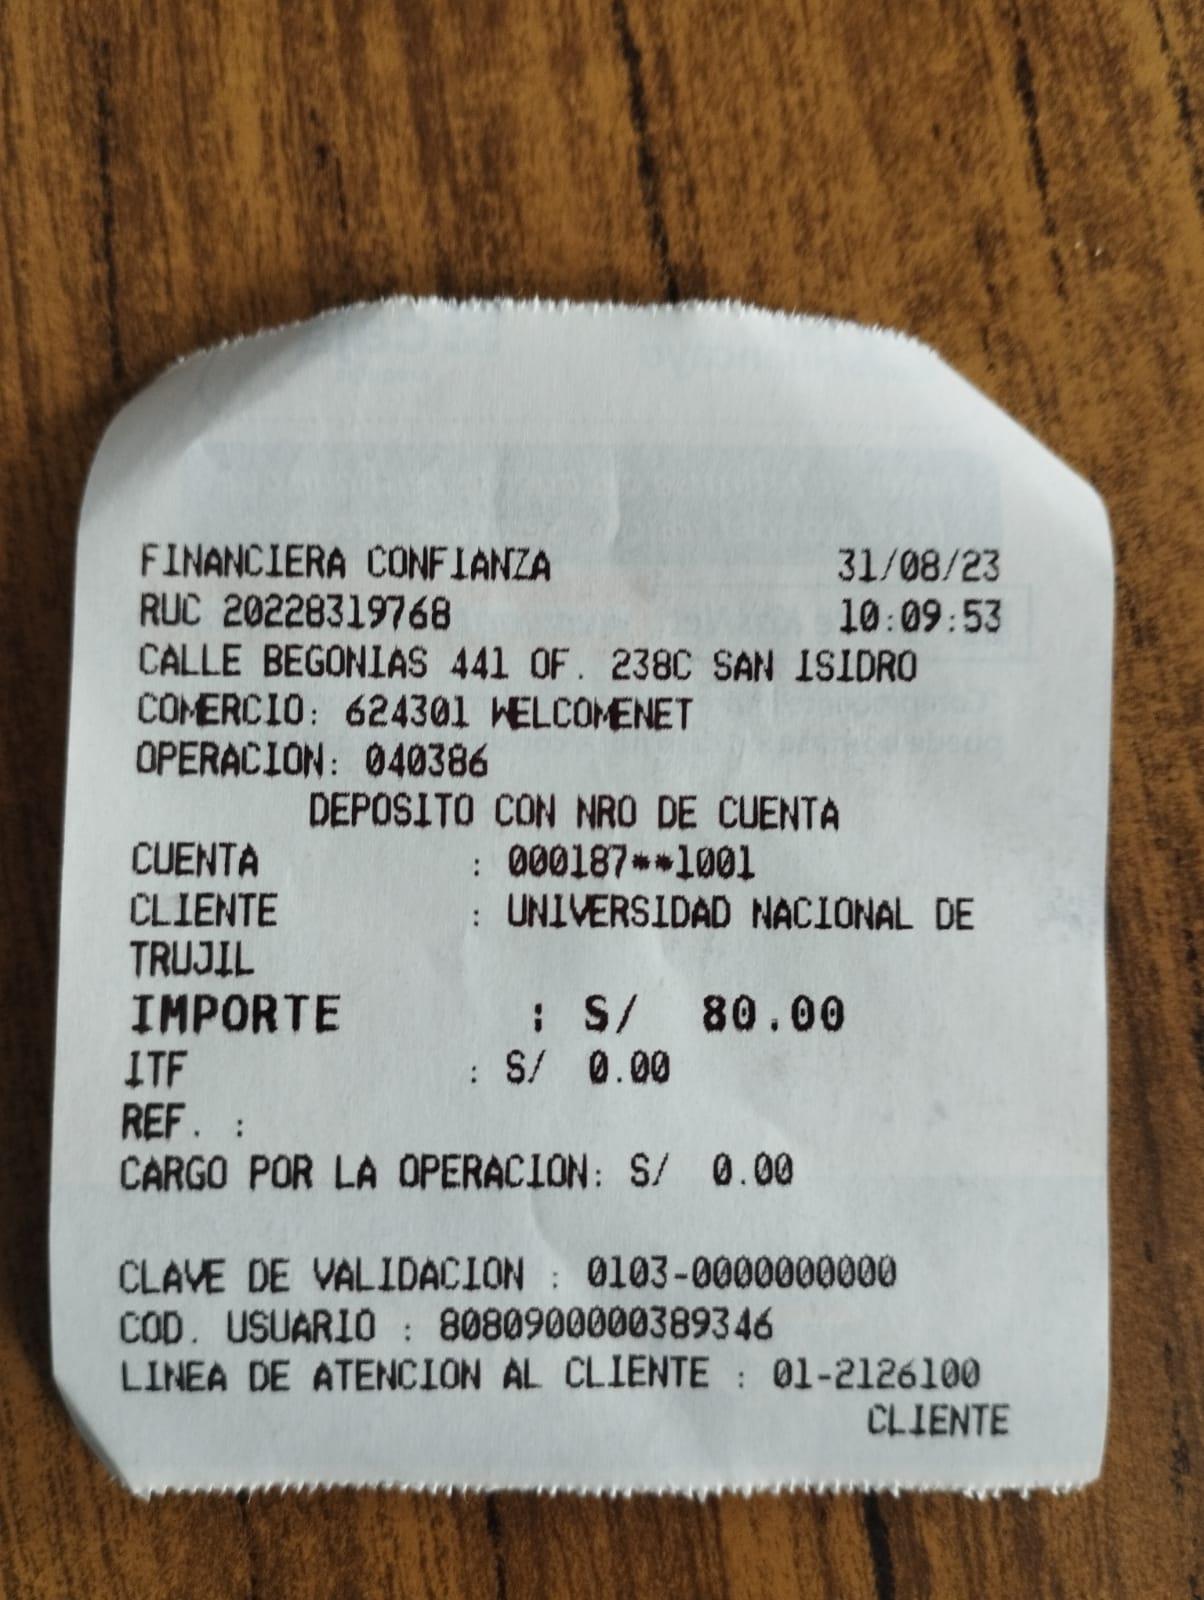 FINANCIERA CONFIANZA 31/08/23
RUC 20228319768 10:09:53
CALLE BEGONIAS 441 OF. 238C SAN ISIDRO
COMERCIO: 624301 WELCOMENET
OPERACION: 040386
DEPOSITO CON NRO DE CUENTA
CUENTA : 000187**1001
CLIENTE : UNIVERSIDAD NACIONAL DE
TRUJIL
IMPORTE : S/ 80.00
ITF : S/ 0.00
REF. :
CARGO POR LA OPERACION: S/ 0.00
CLAVE DE VALIDACION : 0103-0000000000
COD. USUARIO : 8080900000389346
LINEA DE ATENCION AL CLIENTE : 01-2126100
CLIENTE